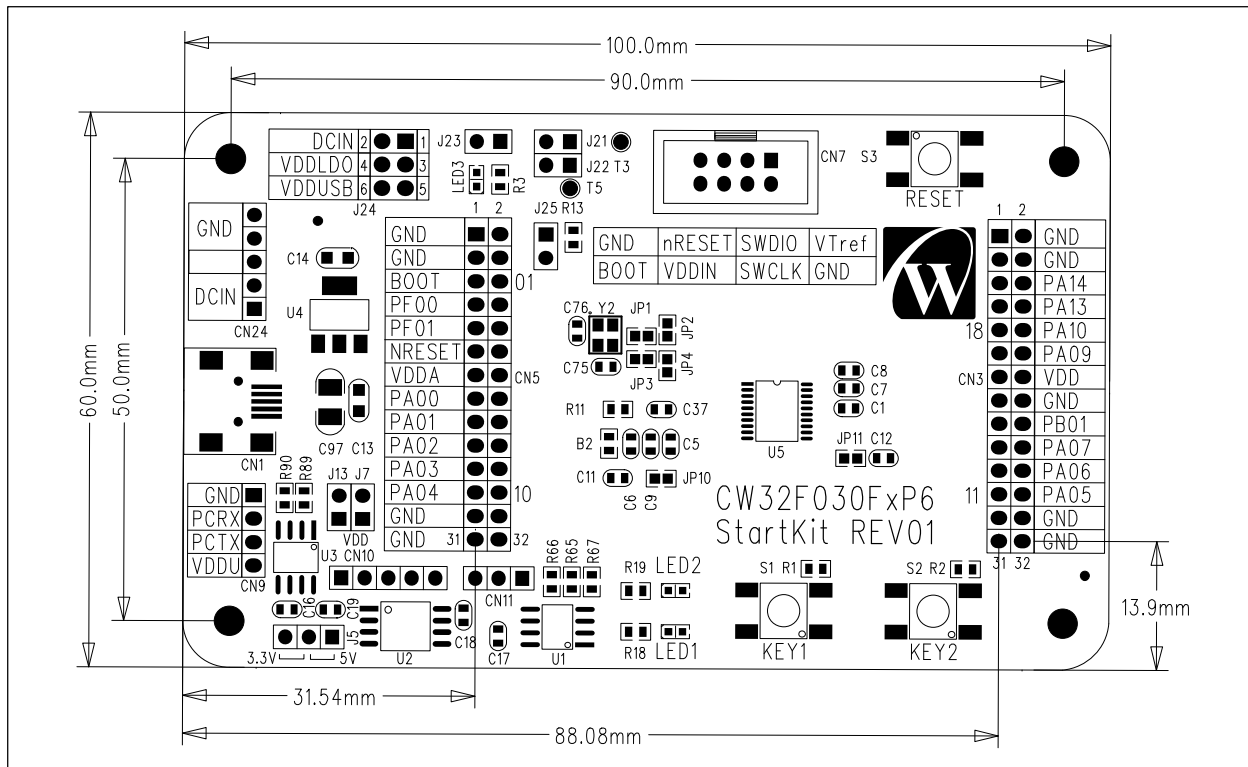 100.0mm
90.0mm
60.0mm
50.0mm
DCIN 2 1
VDDLDO 4 3
VDDUSB 6 5
J24
J23
J21
J22 T3
T5
LED3
R3
J25 R13
CN7
S3
RESET
GND
DCIN
CN24
C14
U4
C97
C13
CN1
1 2
GND
GND
BOOT 01
PF00
PF01
NRESET
VDDA CN5
PA00
PA01
PA02
PA03
PA04 10
GND
GND 31 32
GND nRESET SWDIO VTref
BOOT VDDIN SWCLK GND
W
C76 Y2 JP1 JP2
C75 JP3 JP4
R11 C37
B2 C5
C11 C6 C9 JP10
U5
C8
C7
C1
JP11 C12
1 2
GND
GND
PA14
PA13
18 PA10
PA09
CN3 VDD
GND
PB01
PA07
PA06
11 PA05
GND
GND
31 32
CW32F030FxP6
StartKit REV01
R90
R89
J13 J7
VDD
GND
PCRX
PCTX
VDDU
CN9
U3
CN10
C16
C19
J5
3.3V 5V
U2
C18
CN11
C17
U1
R66
R65
R67
R19 LED2
R18 LED1
S1 R1
KEY1
S2 R2
KEY2
13.9mm
31.54mm
88.08mm